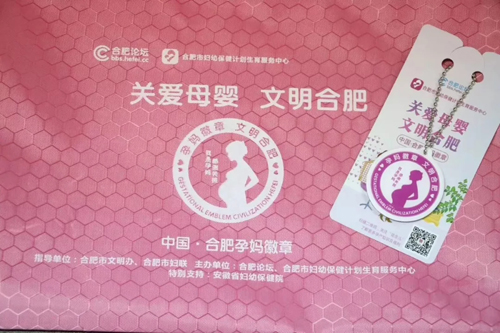 合肥论坛
bbs.hefei.cc
合肥市妇幼保健计划生育服务中心
关爱母婴 文明合肥
孕妈徽章 文明合肥
GESTATIONAL EMBLEM CIVILIZATION HEFEI
中国·合肥孕妈徽章
指导单位：合肥市文明办、合肥市妇联 主办单位：合肥论坛、合肥市妇幼保健计划生育服务中心
特别支持：安徽省妇幼保健院
关爱母婴
文明合肥
孕妈徽章 文明合肥
GESTATIONAL EMBLEM CIVILIZATION HEFEI